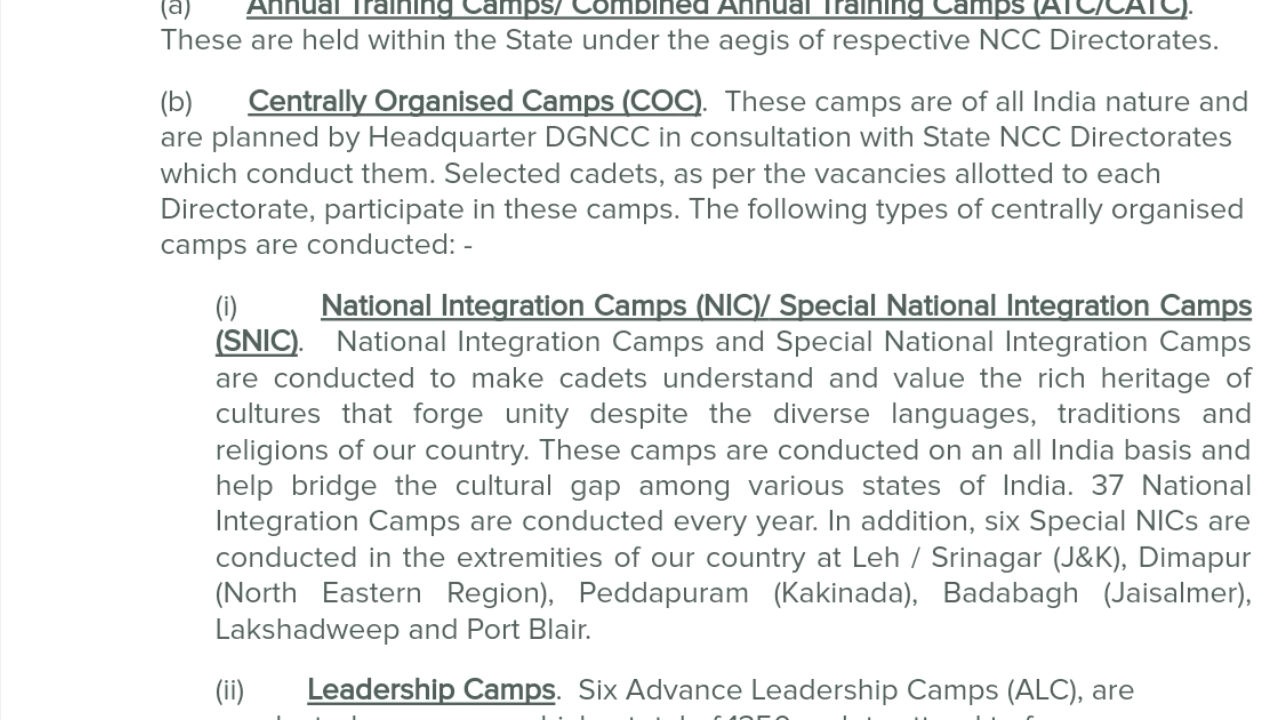 (a) Annual Training Camps/ Combined Annual Training Camps (ATC/CATC).
These are held within the State under the aegis of respective NCC Directorates.
(b) Centrally Organised Camps (COC). These camps are of all India nature and
are planned by Headquarter DGNCC in consultation with State NCC Directorates
which conduct them. Selected cadets, as per the vacancies allotted to each
Directorate, participate in these camps. The following types of centrally organised
camps are conducted: -
(i) National Integration Camps (NIC)/ Special National Integration Camps
(SNIC). National Integration Camps and Special National Integration Camps
are conducted to make cadets understand and value the rich heritage of
cultures that forge unity despite the diverse languages, traditions and
religions of our country. These camps are conducted on an all India basis and
help bridge the cultural gap among various states of India. 37 National
Integration Camps are conducted every year. In addition, six Special NICs are
conducted in the extremities of our country at Leh / Srinagar (J&K), Dimapur
(North Eastern Region), Peddapuram (Kakinada), Badabagh (Jaisalmer),
Lakshadweep and Port Blair.
(ii) Leadership Camps. Six Advance Leadership Camps (ALC), are